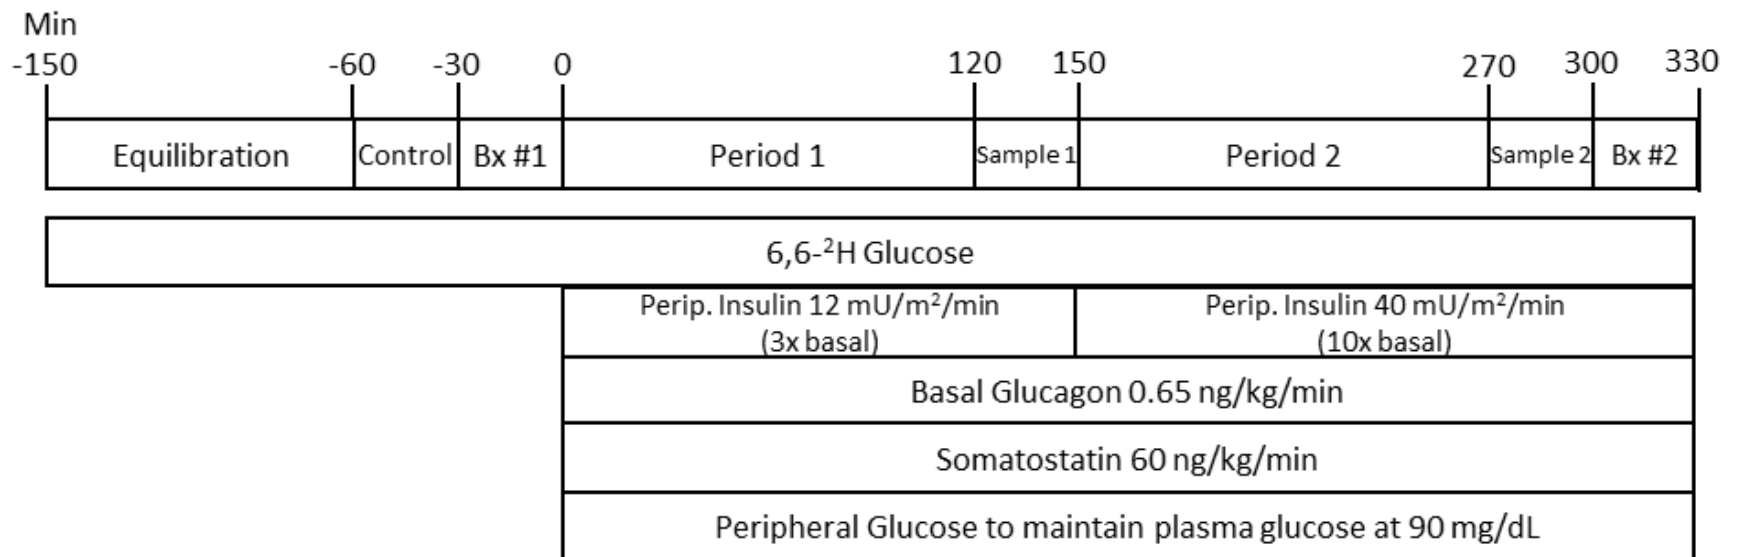 Min
-150 -60 -30 0 120 150 270 300 330
Equilibration Control Bx #1 Period 1 Sample 1 Period 2 Sample 2 Bx #2
6,6-²H Glucose
Perip. Insulin 12 mU/m²/min Perip. Insulin 40 mU/m²/min
(3x basal) (10x basal)
Basal Glucagon 0.65 ng/kg/min
Somatostatin 60 ng/kg/min
Peripheral Glucose to maintain plasma glucose at 90 mg/dL